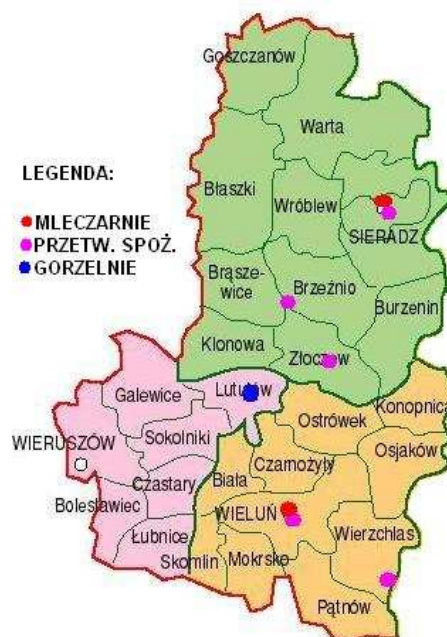 Goszczanów
Warta
LEGENDA:
Błaszki
Wróblew
MLECZARNIE
PRZETW. SPOŻ.
GORZELNIE
SIERADZ
Brąsze-
wice
Brzeźnio
Burzenin
Klonowa
Złoczew
Galewice
Lututów
Konopnica
Ostrówek
WIERUSZÓW
Sokolniki
Osjaków
Czarnożyły
Biała
Czastary
Bolesławiec
WIELUŃ
Wierzchlas
Łubnice
Skomlin
Mokrsko
Pątnów